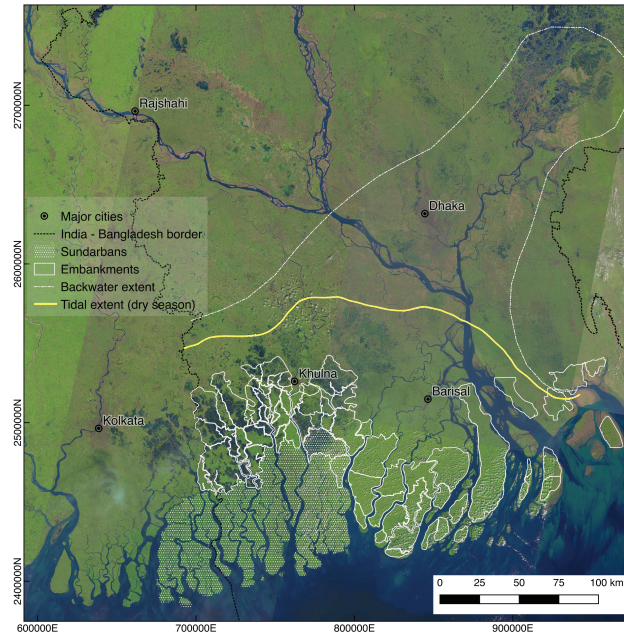 2700000N
2600000N
2500000N
2400000N
Rajshahi
Dhaka
Major cities
India - Bangladesh border
Sundarbans
Embankments
Backwater extent
Tidal extent (dry season)
Khulna
Barisal
Kolkata
0 25 50 75 100 km
600000E 700000E 800000E 900000E